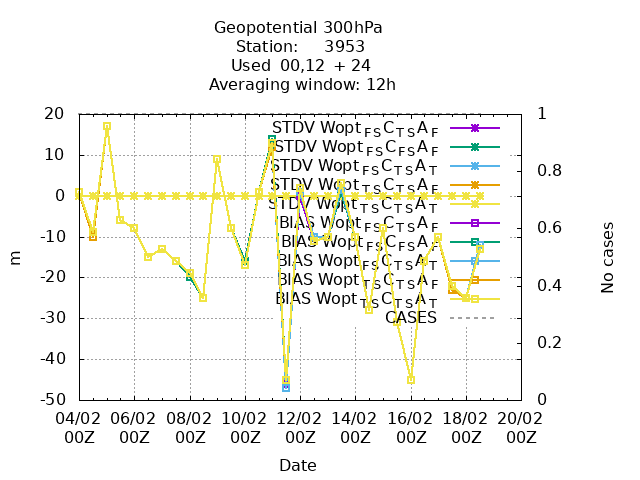 Geopotential 300hPa
Station: 3953
Used 00,12 + 24
Averaging window: 12h
20
10
0
-10
-20
-30
-40
-50
m
1
0.8
0.6
0.4
0.2
0
No cases
STDV Wopt_FS C_TS A_F
STDV Wopt_FS C_FS A_F
STDV Wopt_FS C_TS A_T
STDV Wopt_TS C_TS A_F
STDV Wopt_TS C_TS A_T
BIAS Wopt_FS C_TS A_F
BIAS Wopt_FS C_FS A_F
BIAS Wopt_FS C_TS A_T
BIAS Wopt_TS C_TS A_F
BIAS Wopt_TS C_TS A_T
CASES
04/02 06/02 08/02 10/02 12/02 14/02 16/02 18/02 20/02
00Z 00Z 00Z 00Z 00Z 00Z 00Z 00Z 00Z
Date